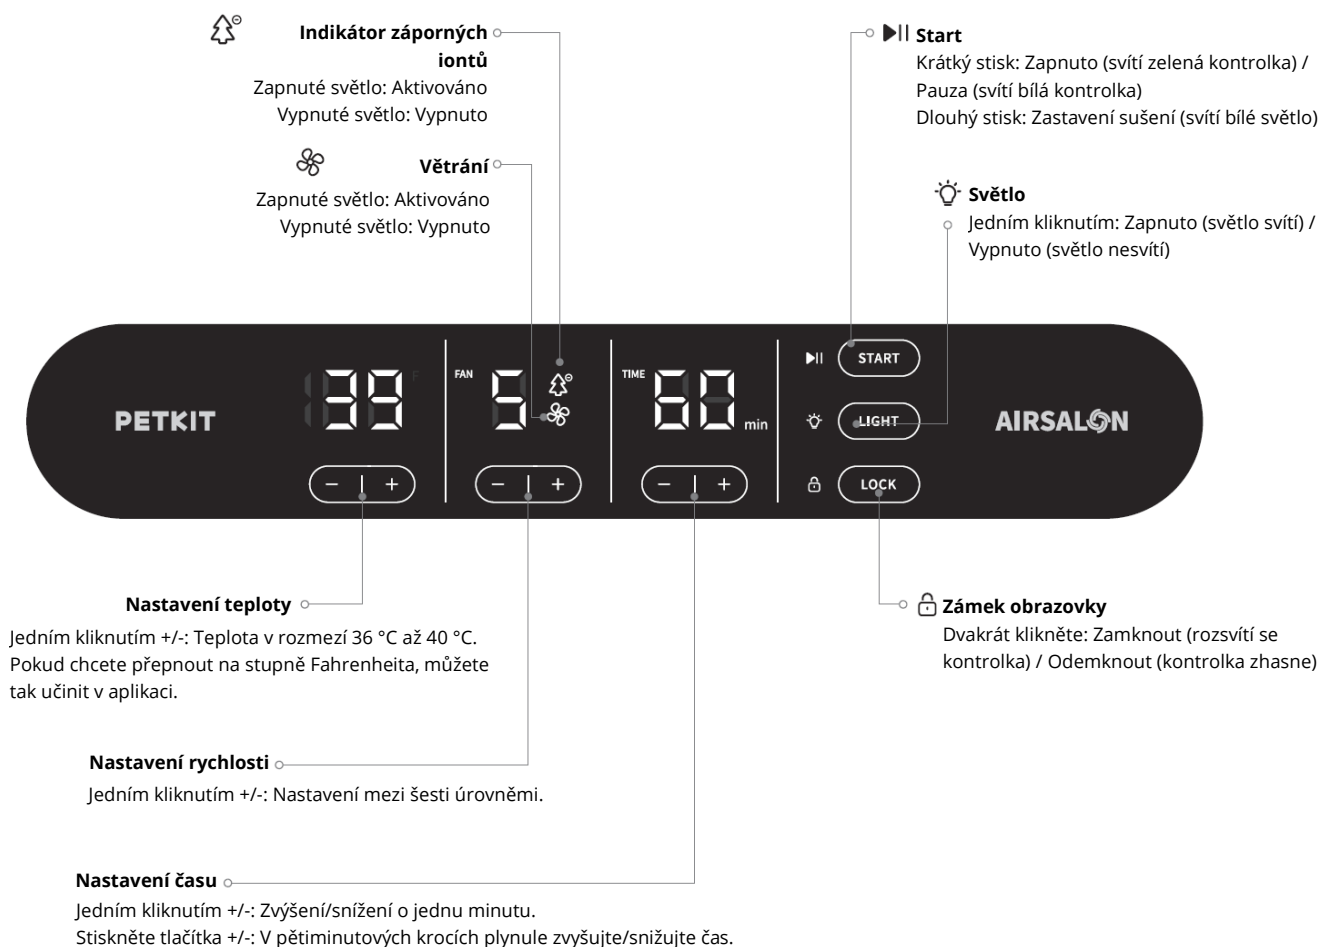 Indikátor záporných
iontů
Zapnuté světlo: Aktivováno
Vypnuté světlo: Vypnuto
Větrání
Zapnuté světlo: Aktivováno
Vypnuté světlo: Vypnuto
Start
Krátký stisk: Zapnuto (svítí zelená kontrolka) /
Pauza (svítí bílá kontrolka)
Dlouhý stisk: Zastavení sušení (svítí bílé světlo)
Světlo
Jedním kliknutím: Zapnuto (světlo svítí) /
Vypnuto (světlo nesvítí)
PETKIT
39
FAN
5
TIME
60
min
START
LIGHT
LOCK
AIRSALON
− | +
− | +
− | +
Nastavení teploty
Jedním kliknutím +/-: Teplota v rozmezí 36 °C až 40 °C.
Pokud chcete přepnout na stupně Fahrenheita, můžete
tak učinit v aplikaci.
Zámek obrazovky
Dvakrát klikněte: Zamknout (rozsvítí se
kontrolka) / Odemknout (kontrolka zhasne)
Nastavení rychlosti
Jedním kliknutím +/-: Nastavení mezi šesti úrovněmi.
Nastavení času
Jedním kliknutím +/-: Zvýšení/snížení o jednu minutu.
Stiskněte tlačítka +/-: V pětiminutových krocích plynule zvyšujte/snižujte čas.